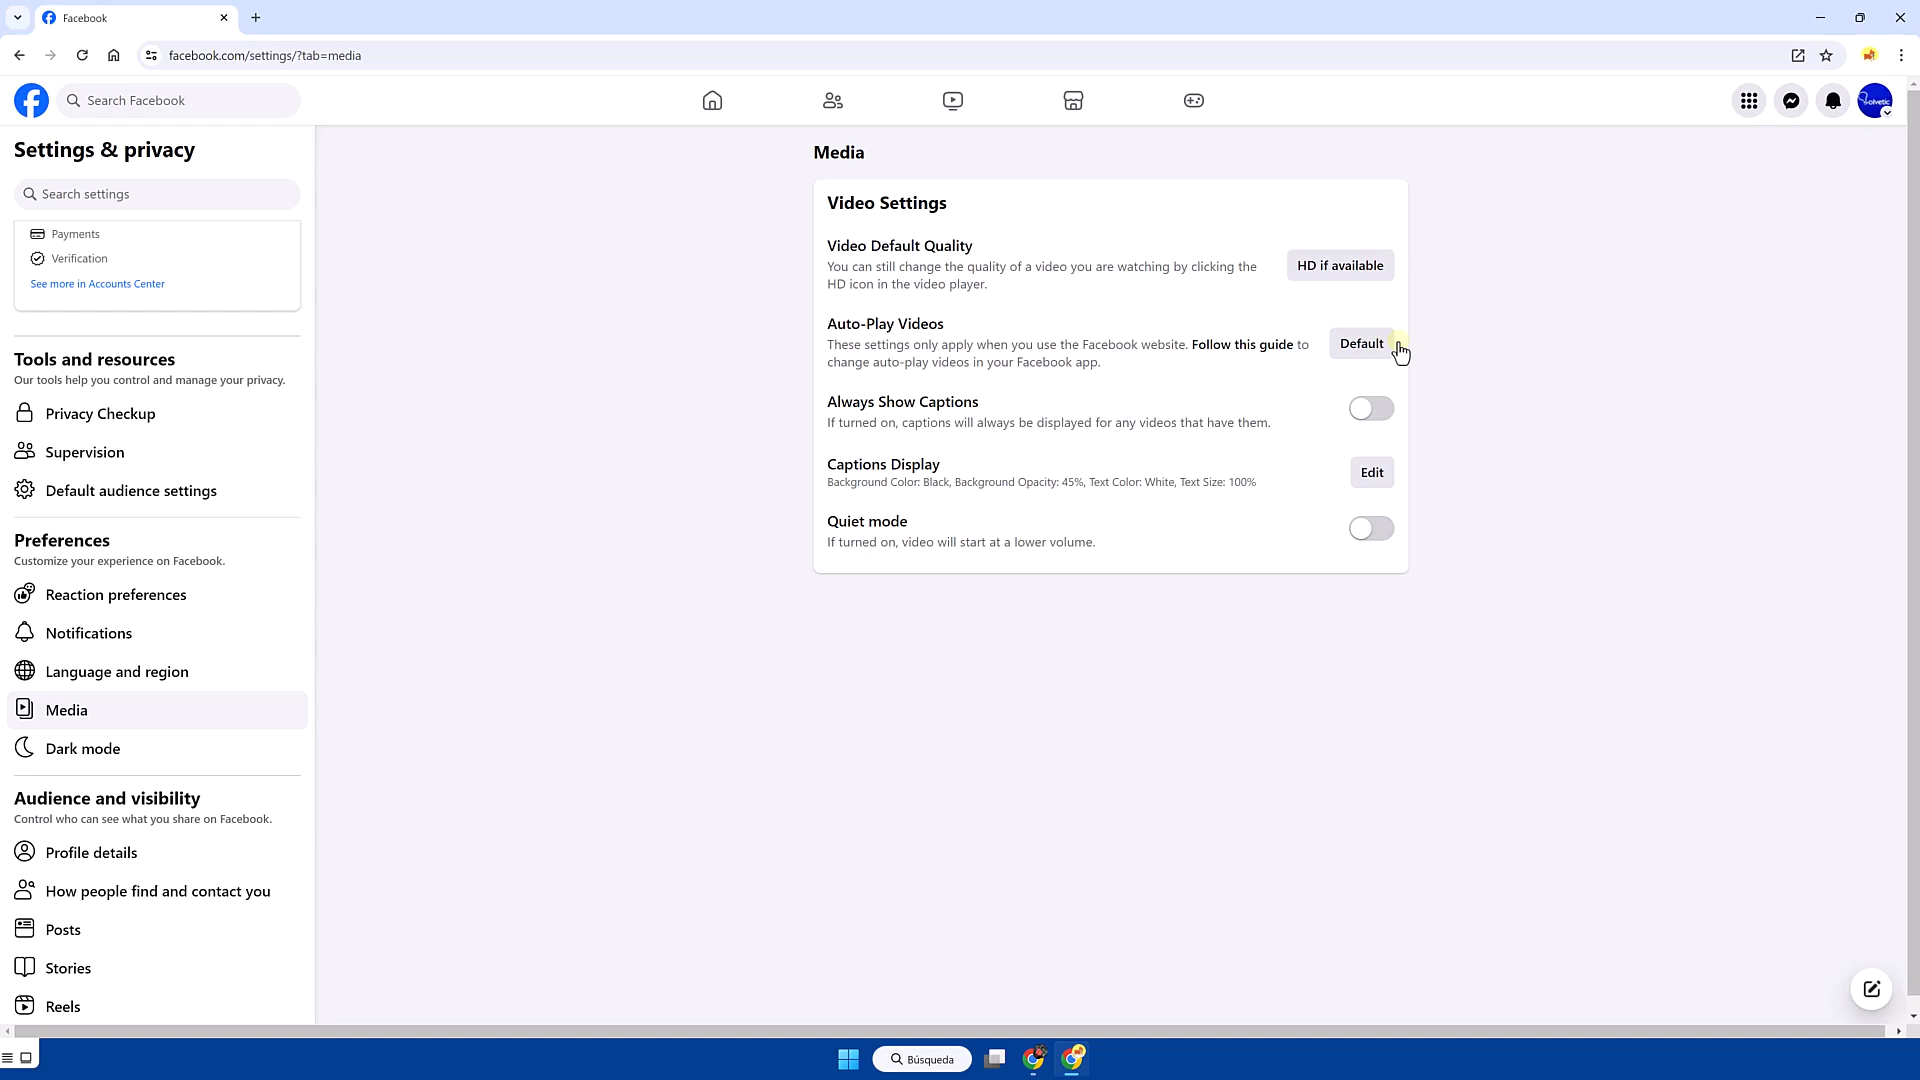 Facebook
facebook.com/settings/?tab=media
Search Facebook
Settings & privacy
Search settings
Payments
Verification
See more in Accounts Center
Tools and resources
Our tools help you control and manage your privacy.
Privacy Checkup
Supervision
Default audience settings
Preferences
Customize your experience on Facebook.
Reaction preferences
Notifications
Language and region
Media
Dark mode
Audience and visibility
Control who can see what you share on Facebook.
Profile details
How people find and contact you
Posts
Stories
Reels
Media
Video Settings
Video Default Quality
You can still change the quality of a video you are watching by clicking the
HD icon in the video player.
HD if available
Auto-Play Videos
These settings only apply when you use the Facebook website. Follow this guide to
change auto-play videos in your Facebook app.
Default
Always Show Captions
If turned on, captions will always be displayed for any videos that have them.
Captions Display
Background Color: Black, Background Opacity: 45%, Text Color: White, Text Size: 100%
Edit
Quiet mode
If turned on, video will start at a lower volume.
Búsqueda